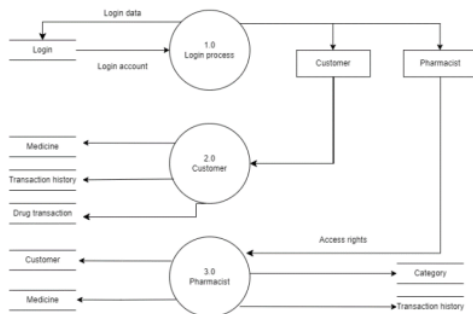 Login data
1.0
Login process
Login
Login account
Customer
Pharmacist
Medicine
2.0
Customer
Transaction history
Drug transaction
Access rights
Customer
3.0
Pharmacist
Category
Medicine
Transaction history